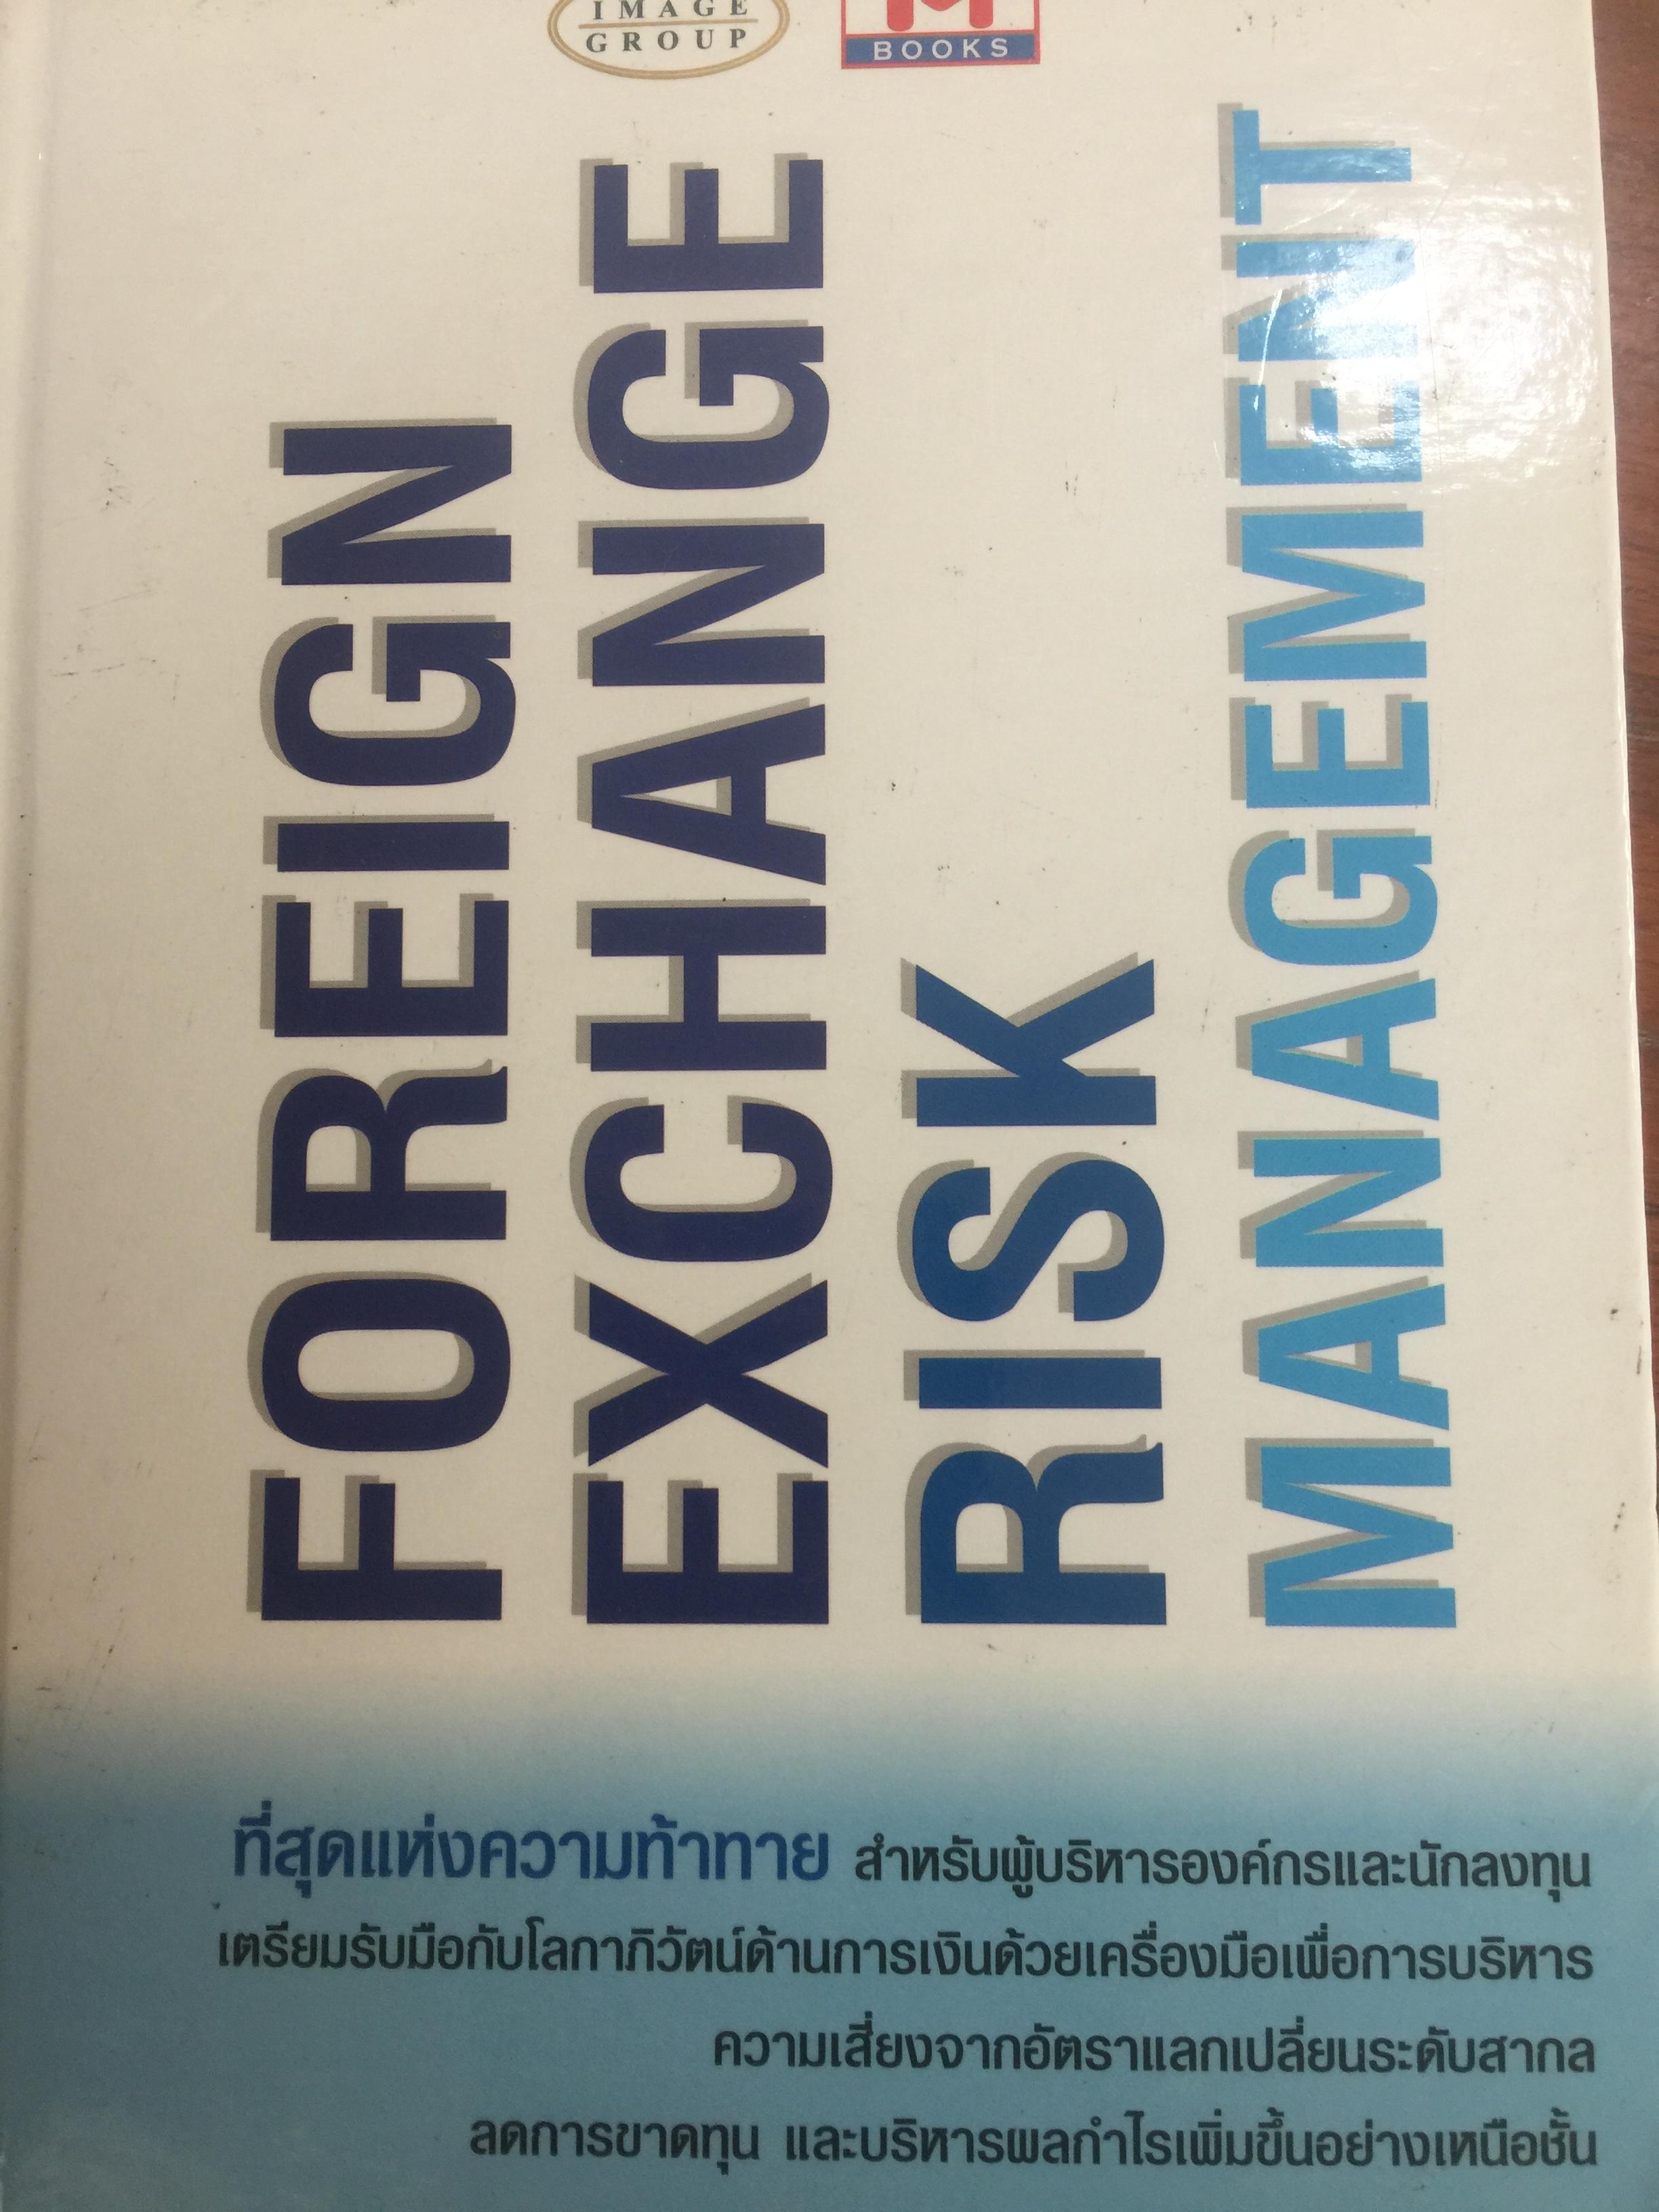 IMAGE
GROUP
BOOKS
FOREIGN
EXCHANGE
RISK
MANAGEMENT
ที่สุดแห่งความท้าทาย สำหรับผู้บริหารองค์กรและนักลงทุน
เตรียมรับมือกับโลกาภิวัตน์ด้านการเงินด้วยเครื่องมือเพื่อการบริหาร
ความเสี่ยงจากอัตราแลกเปลี่ยนระดับสากล
ลดการขาดทุน และบริหารผลกำไรเพิ่มขึ้นอย่างเหนือชั้น